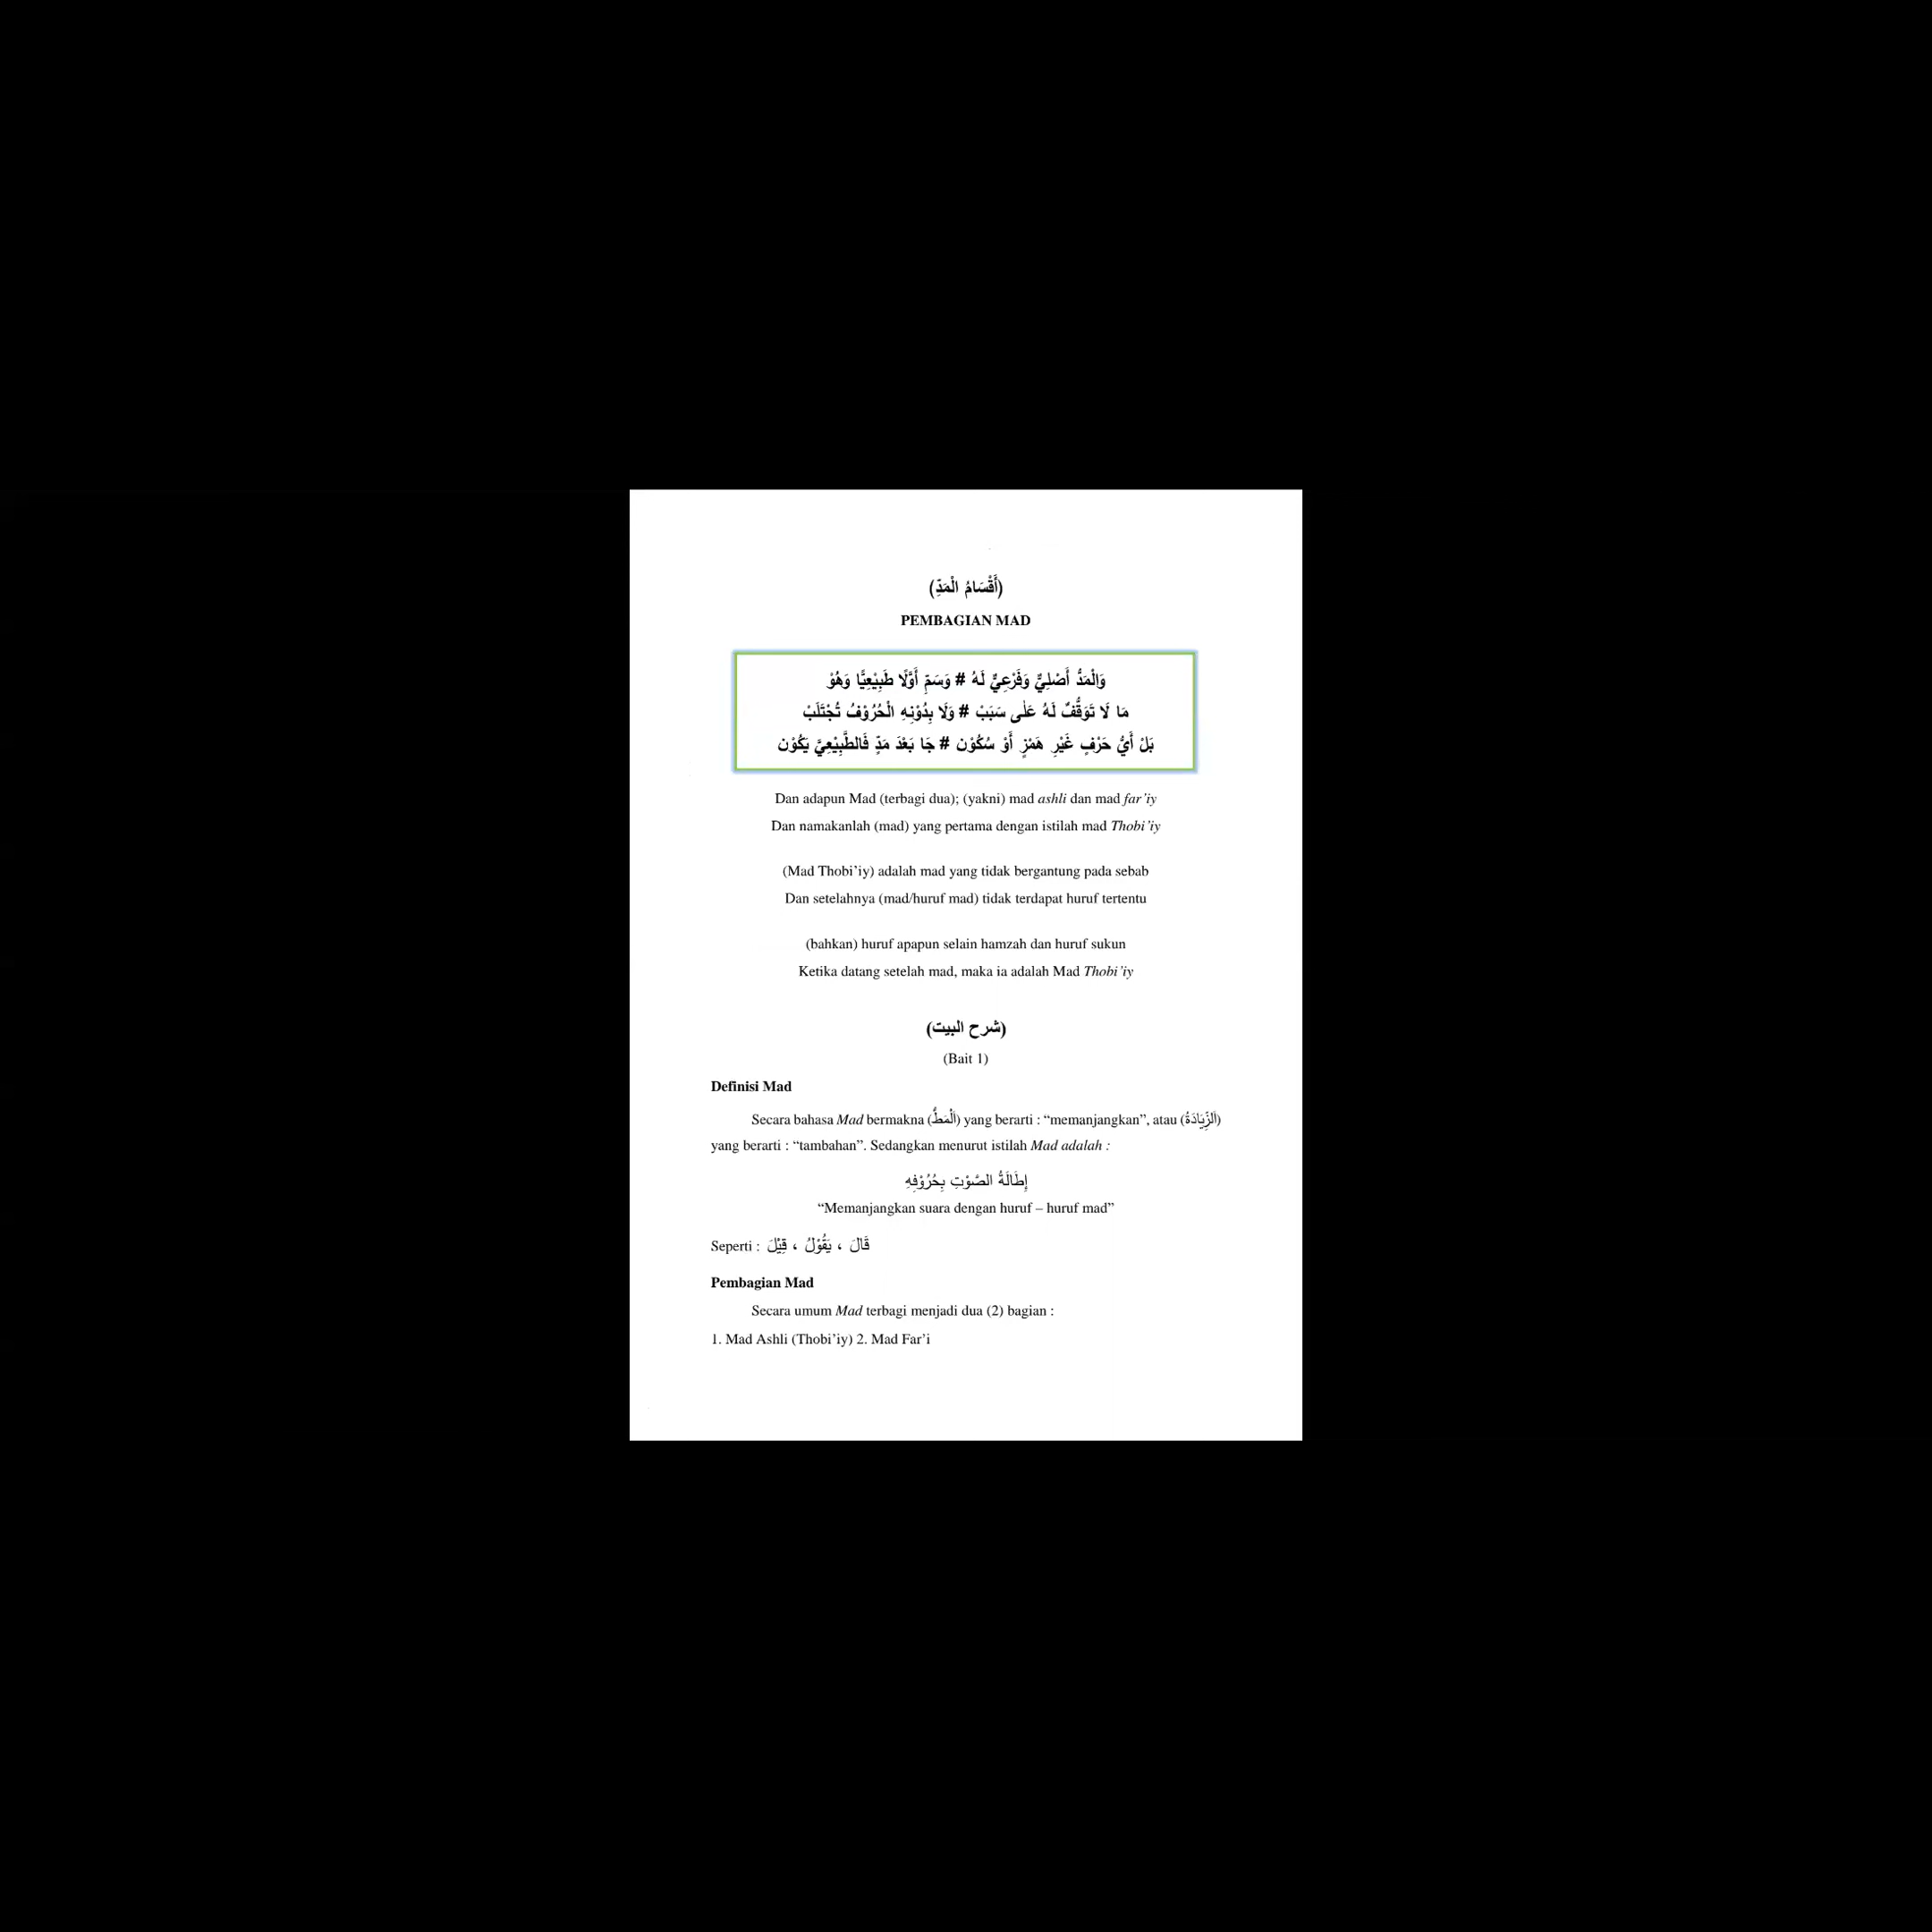 (أَقْسَامُ الْمَدِّ)
PEMBAGIAN MAD
وَالْمَدُّ أَصْلِيٌّ وَفَرْعِيٌّ لَهُ # وَسَمِّ أَوَّلًا طَبِيْعِيًّا وَهُوْ
مَا لَا تَوَقُّفٌ لَهُ عَلٰى سَبَبْ # وَلَا بِدُوْنِهِ الْحُرُوْفُ تُجْتَلَبْ
بَلْ أَيُّ حَرْفٍ غَيْرِ هَمْزٍ أَوْ سُكُوْن # جَا بَعْدَ مَدٍّ فَالطَّبِيْعِيَّ يَكُوْن
Dan adapun Mad (terbagi dua); (yakni) mad ashli dan mad far’iy
Dan namakanlah (mad) yang pertama dengan istilah mad Thobi’iy
(Mad Thobi’iy) adalah mad yang tidak bergantung pada sebab
Dan setelahnya (mad/huruf mad) tidak terdapat huruf tertentu
(bahkan) huruf apapun selain hamzah dan huruf sukun
Ketika datang setelah mad, maka ia adalah Mad Thobi’iy
(شرح البيت)
(Bait 1)
Definisi Mad
Secara bahasa Mad bermakna (اَلْمَطُّ) yang berarti : “memanjangkan”, atau (اَلزِّيَادَةُ)
yang berarti : “tambahan”. Sedangkan menurut istilah Mad adalah :
إِطَالَةُ الصَّوْتِ بِحُرُوْفِهِ
“Memanjangkan suara dengan huruf – huruf mad”
Seperti : قَالَ ، يَقُوْلُ ، قِيْلَ
Pembagian Mad
Secara umum Mad terbagi menjadi dua (2) bagian :
1. Mad Ashli (Thobi’iy) 2. Mad Far’i